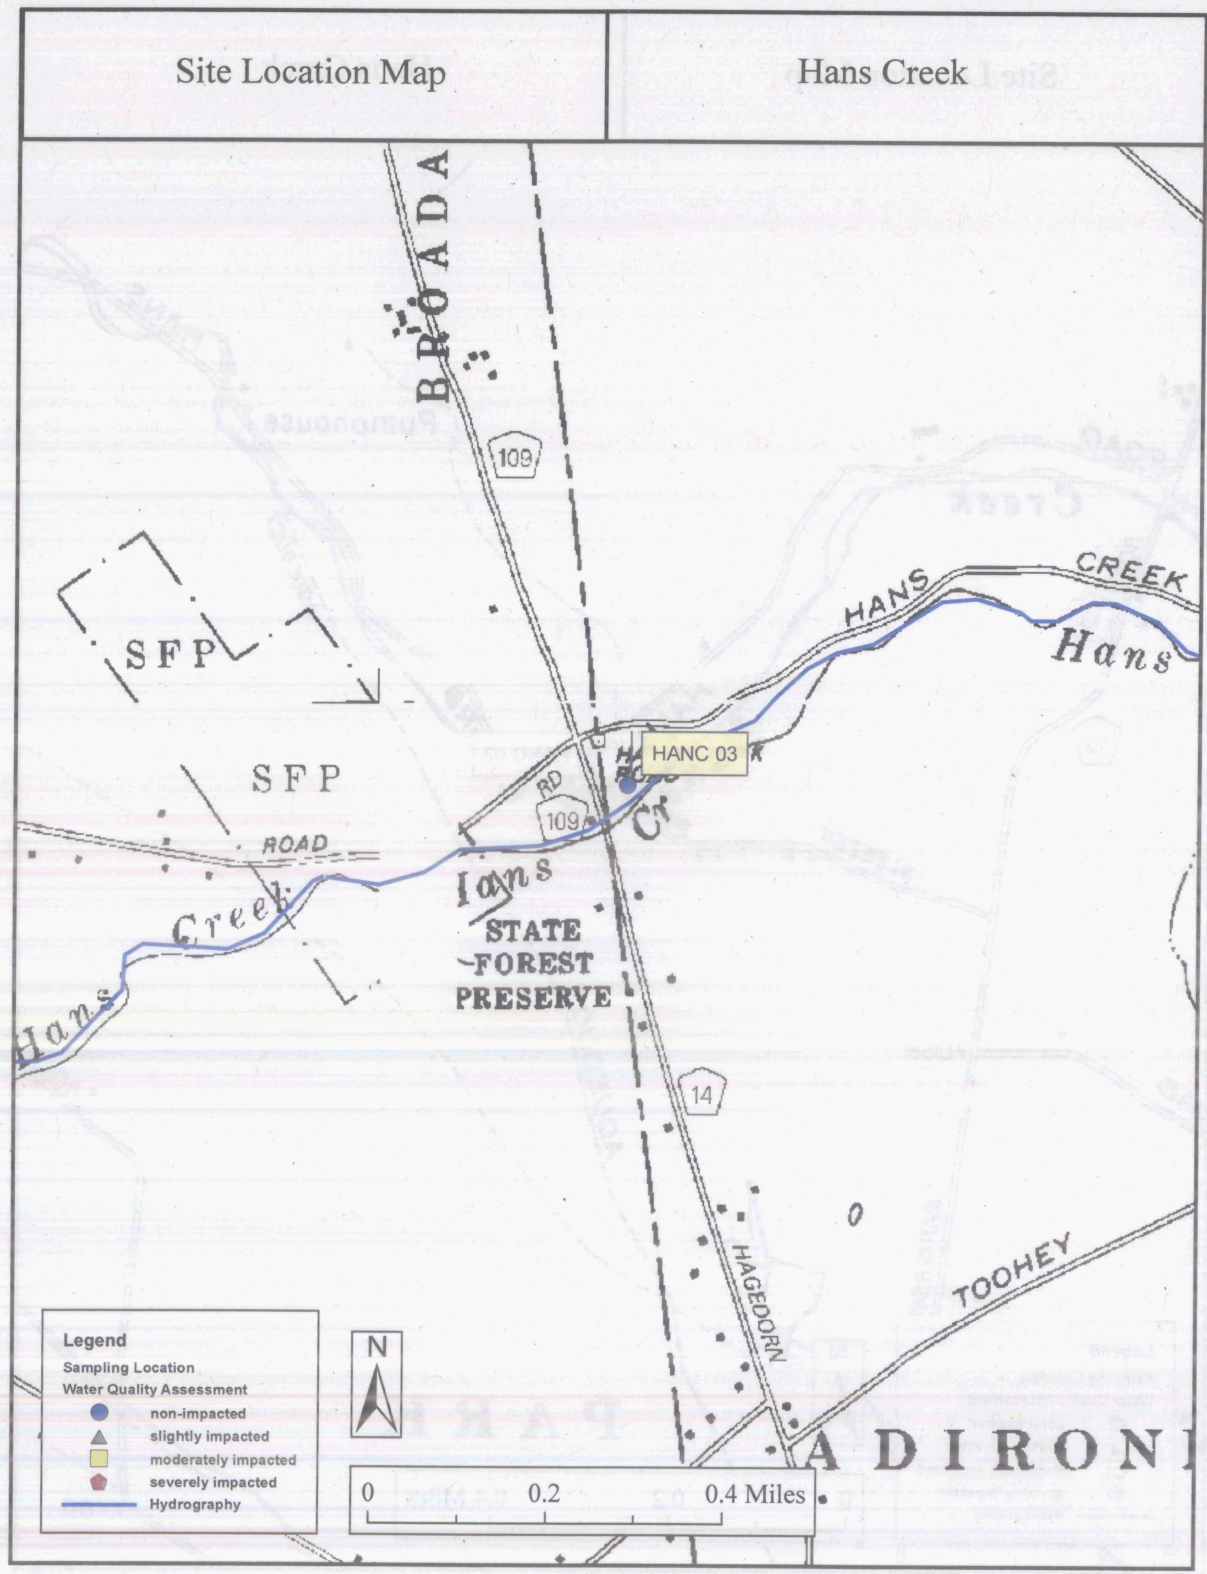 Site Location Map
Hans Creek
BROADA
109
HANS
CREEK
Hans
SFP
SFP
HANC 03
RD
109
Cr
ROAD
Creek
Hans
STATE
FOREST
PRESERVE
Hans
14
0
HAGEDORN
TOOHEY
ADIRON
Legend
Sampling Location
Water Quality Assessment
non-impacted
slightly impacted
moderately impacted
severely impacted
Hydrography
N
0 0.2 0.4 Miles